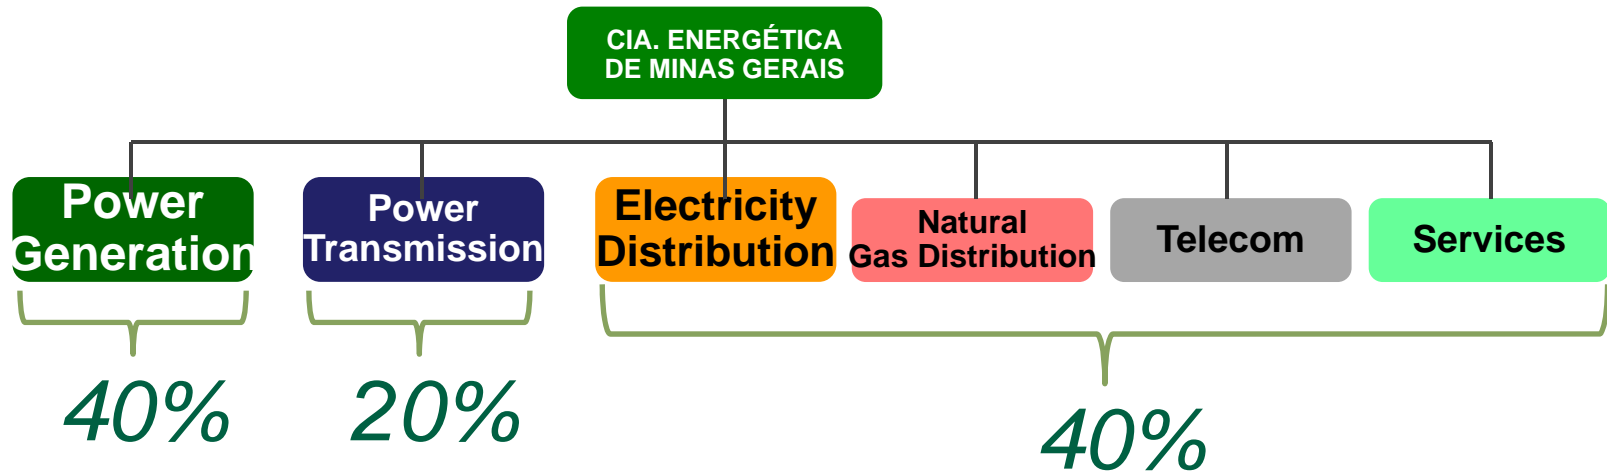 CIA. ENERGÉTICA
DE MINAS GERAIS
Power
Generation
Power
Transmission
Electricity
Distribution
Natural
Gas Distribution
Telecom
Services
40%
20%
40%